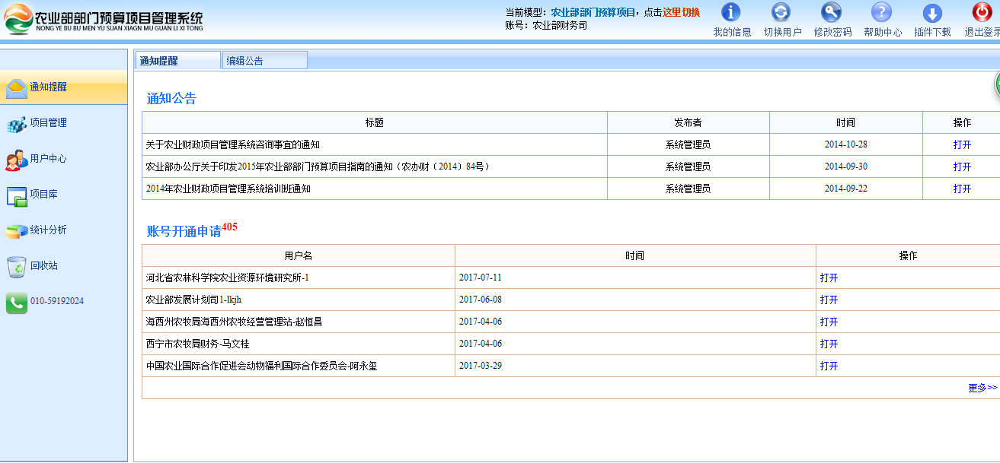 农业部部门预算项目管理系统
NONG YE BU BU MEN YU SUAN XIAGN MU GUAN LI XI TONG
当前模型：农业部部门预算项目，点击这里切换
账号：农业部财务司
我的信息 切换用户 修改密码 帮助中心 插件下载 退出登录
通知提醒 编辑公告
通知提醒
项目管理
用户中心
项目库
统计分析
回收站
010-59192024
通知公告
标题 发布者 时间 操作
关于农业财政项目管理系统咨询事宜的通知 系统管理员 2014-10-28 打开
农业部办公厅关于印发2015年农业部部门预算项目指南的通知（农办财（2014）84号） 系统管理员 2014-09-30 打开
2014年农业财政项目管理系统培训班通知 系统管理员 2014-09-22 打开
账号开通申请405
用户名 时间 操作
河北省农林科学院农业资源环境研究所-1 2017-07-11 打开
农业部发展计划司1-lkjh 2017-06-08 打开
海西州农牧局海西州农牧经营管理站-赵恒昌 2017-04-06 打开
西宁市农牧局财务-马文桂 2017-04-06 打开
中国农业国际合作促进会动物福利国际合作委员会-阿永玺 2017-03-29 打开
更多>>